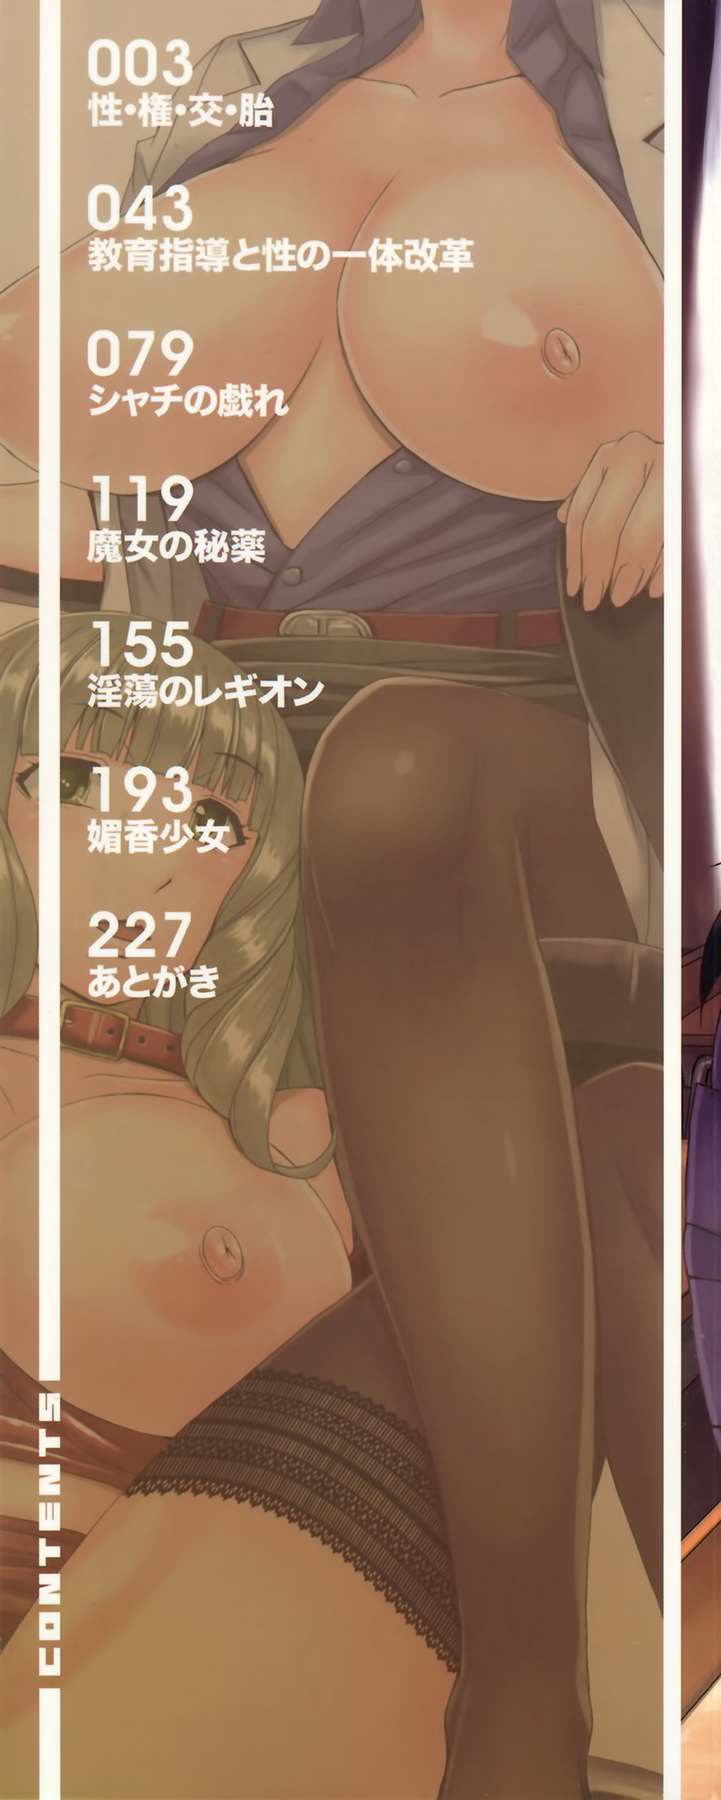 003
性・権・交・胎
043
教育指導と性の一体改革
079
シャチの戯れ
119
魔女の秘薬
155
淫蕩のレギオン
193
媚香少女
227
あとがき
CONTENTS